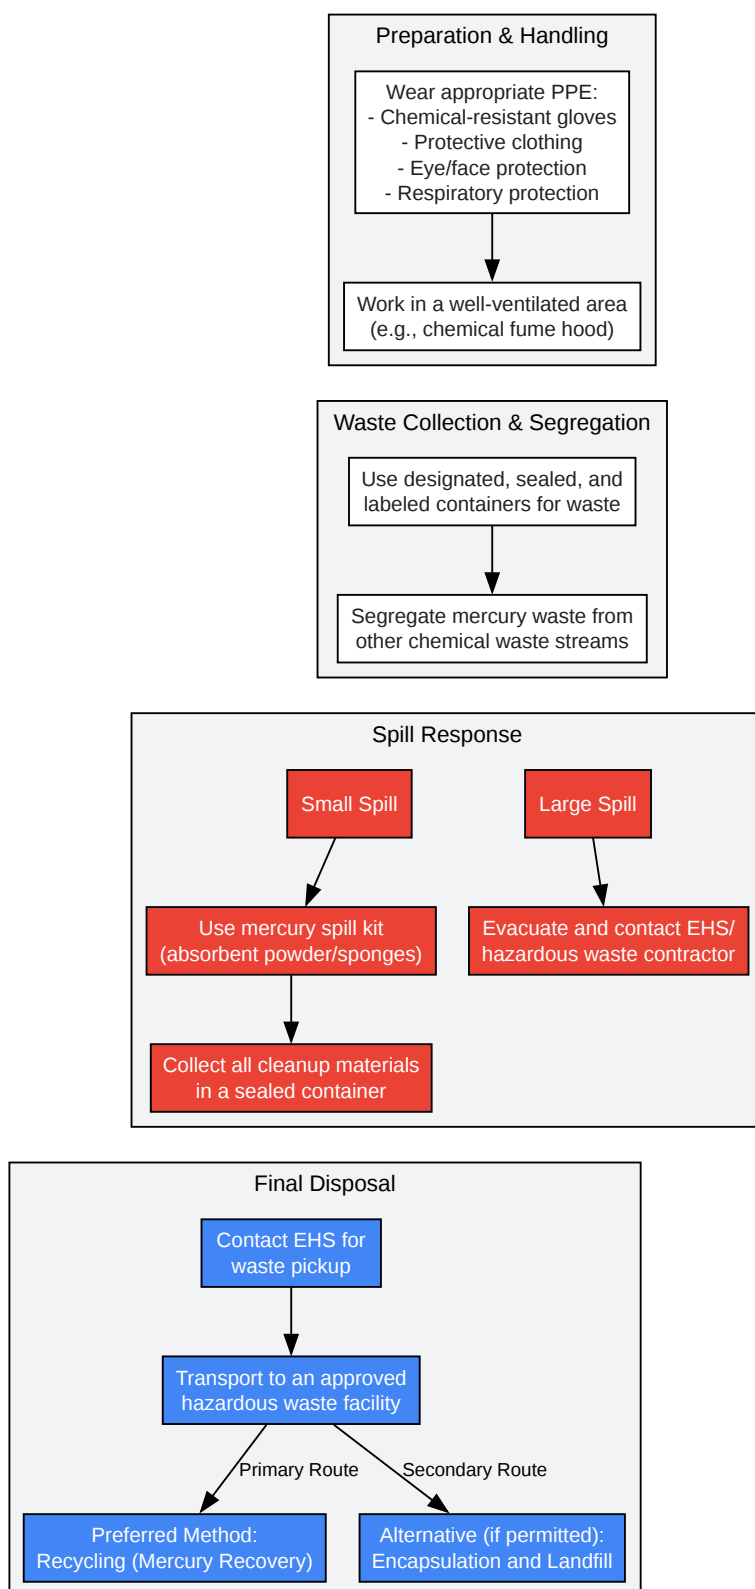 Preparation & Handling
Wear appropriate PPE:
- Chemical-resistant gloves
- Protective clothing
- Eye/face protection
- Respiratory protection
Work in a well-ventilated area
(e.g., chemical fume hood)
Waste Collection & Segregation
Use designated, sealed, and
labeled containers for waste
Segregate mercury waste from
other chemical waste streams
Spill Response
Small Spill
Large Spill
Use mercury spill kit
(absorbent powder/sponges)
Evacuate and contact EHS/
hazardous waste contractor
Collect all cleanup materials
in a sealed container
Final Disposal
Contact EHS for
waste pickup
Transport to an approved
hazardous waste facility
Primary Route
Secondary Route
Preferred Method:
Recycling (Mercury Recovery)
Alternative (if permitted):
Encapsulation and Landfill